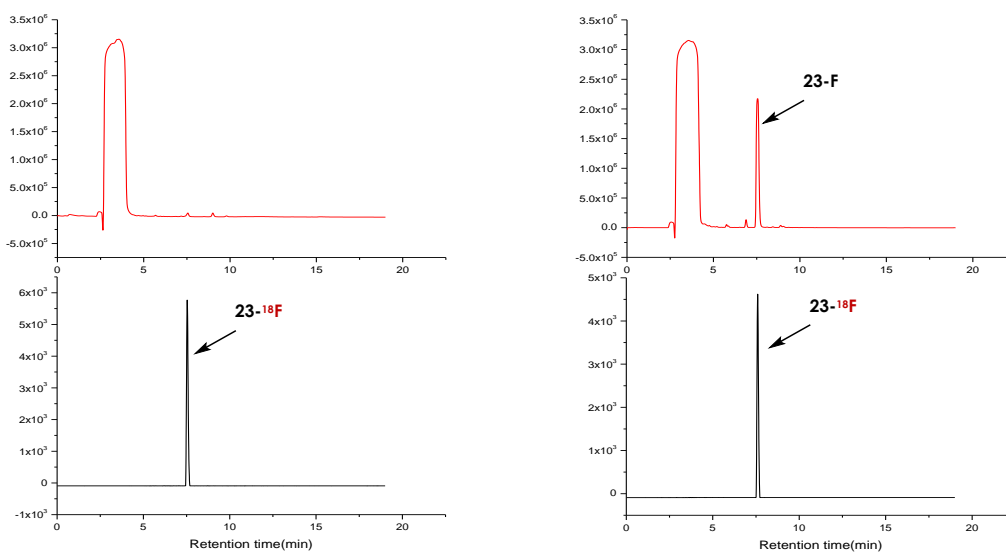 3.5x10⁶
3.0x10⁶
2.5x10⁶
2.0x10⁶
1.5x10⁶
1.0x10⁶
5.0x10⁵
0.0
-5.0x10⁵
0 5 10 15 20
6x10³
5x10³
4x10³
3x10³
2x10³
1x10³
0
-1x10³
23-¹⁸F
0 5 10 15 20
Retention time(min)
3.5x10⁶
3.0x10⁶
2.5x10⁶
2.0x10⁶
1.5x10⁶
1.0x10⁶
5.0x10⁵
0.0
-5.0x10⁵
23-F
0 5 10 15 20
5x10³
4x10³
3x10³
2x10³
1x10³
0
23-¹⁸F
0 5 10 15 20
Retention time(min)